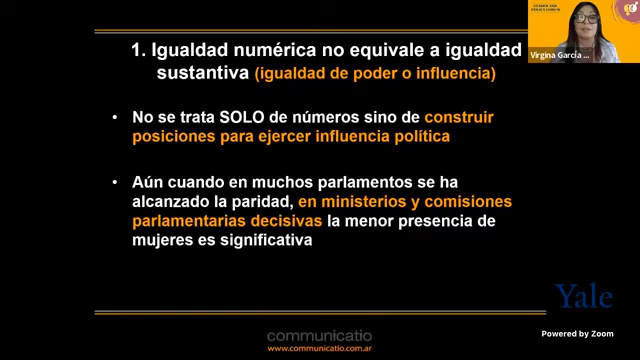 1. Igualdad numérica no equivale a igualdad
sustantiva (igualdad de poder o influencia)
• No se trata SOLO de números sino de construir
posiciones para ejercer influencia política
• Aún cuando en muchos parlamentos se ha
alcanzado la paridad, en ministerios y comisiones
parlamentarias decisivas la menor presencia de
mujeres es significativa
Virgina García ...
Yale
Powered by Zoom
communicatio
www.communicatio.com.ar